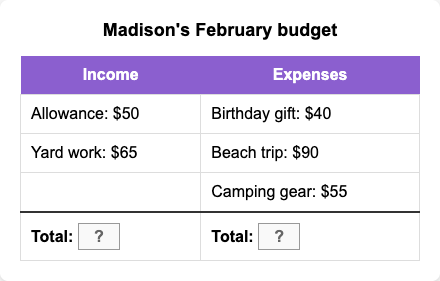 Madison's February budget
Income Expenses
Allowance: $50 Birthday gift: $40
Yard work: $65 Beach trip: $90
Camping gear: $55
Total: ? Total: ?